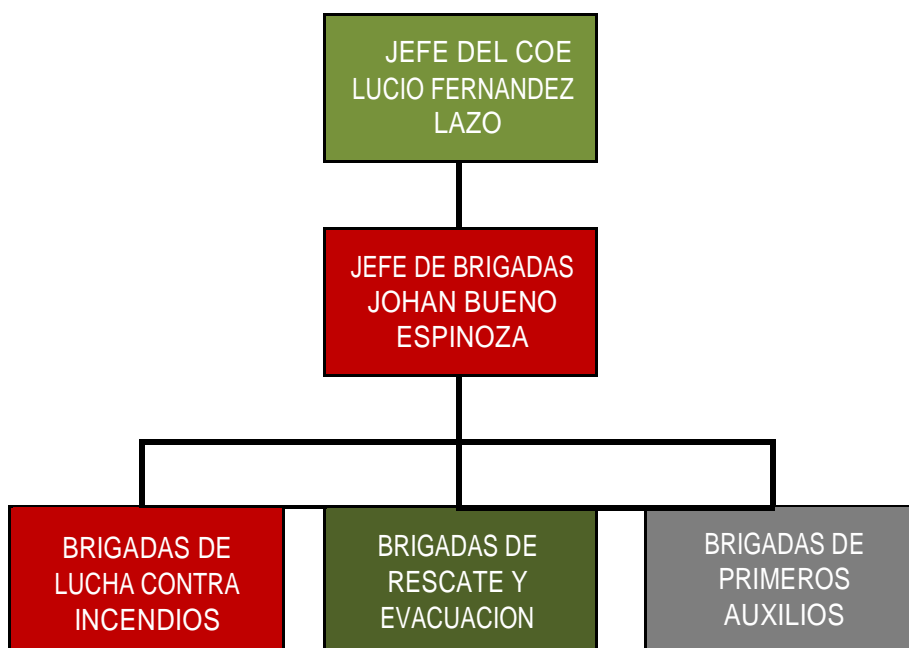 JEFE DEL COE
LUCIO FERNANDEZ
LAZO
JEFE DE BRIGADAS
JOHAN BUENO
ESPINOZA
BRIGADAS DE
LUCHA CONTRA
INCENDIOS
BRIGADAS DE
RESCATE Y
EVACUACION
BRIGADAS DE
PRIMEROS
AUXILIOS